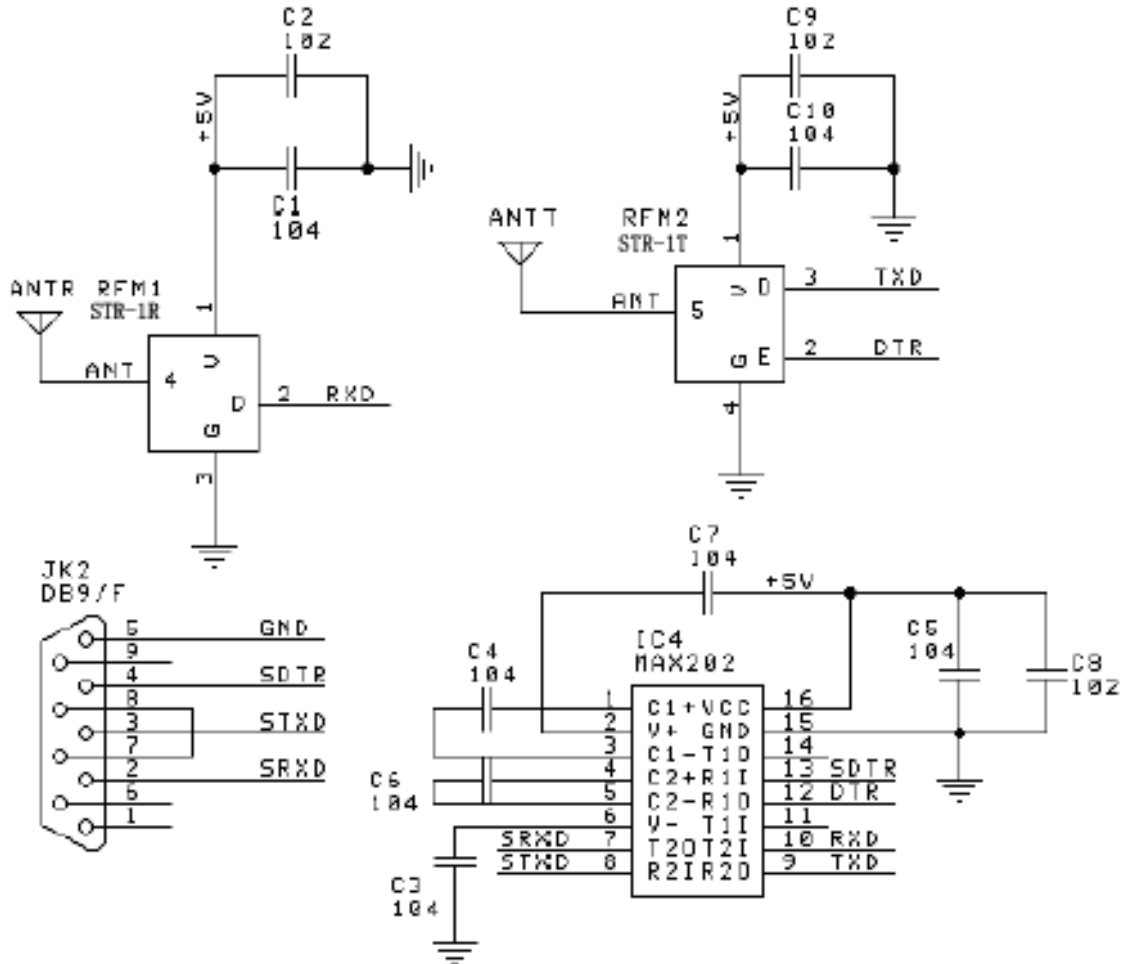 C2
102
+5V
C1
104
ANTR RFM1
STR-1R
1
ANT
4
V
D
G
2
RXD
3
C9
102
+5V
C10
104
ANTT
RFM2
STR-1T
1
ANT
5
V D
G E
3
TXD
2
DTR
4
JK2
DB9/F
5
GND
9
4
SDTR
8
3
STXD
7
2
SRXD
6
1
C7
104
+5V
IC4
MAX202
C4
104
C5
104
C8
102
C6
104
C3
104
1 C1+VCC 16
2 V+ GND 15
3 C1-T1O 14
4 C2+R1I 13 SDTR
5 C2-R1O 12 DTR
6 V- T1I 11
SRXD 7 T2OT2I 10 RXD
STXD 8 R2IR2O 9 TXD